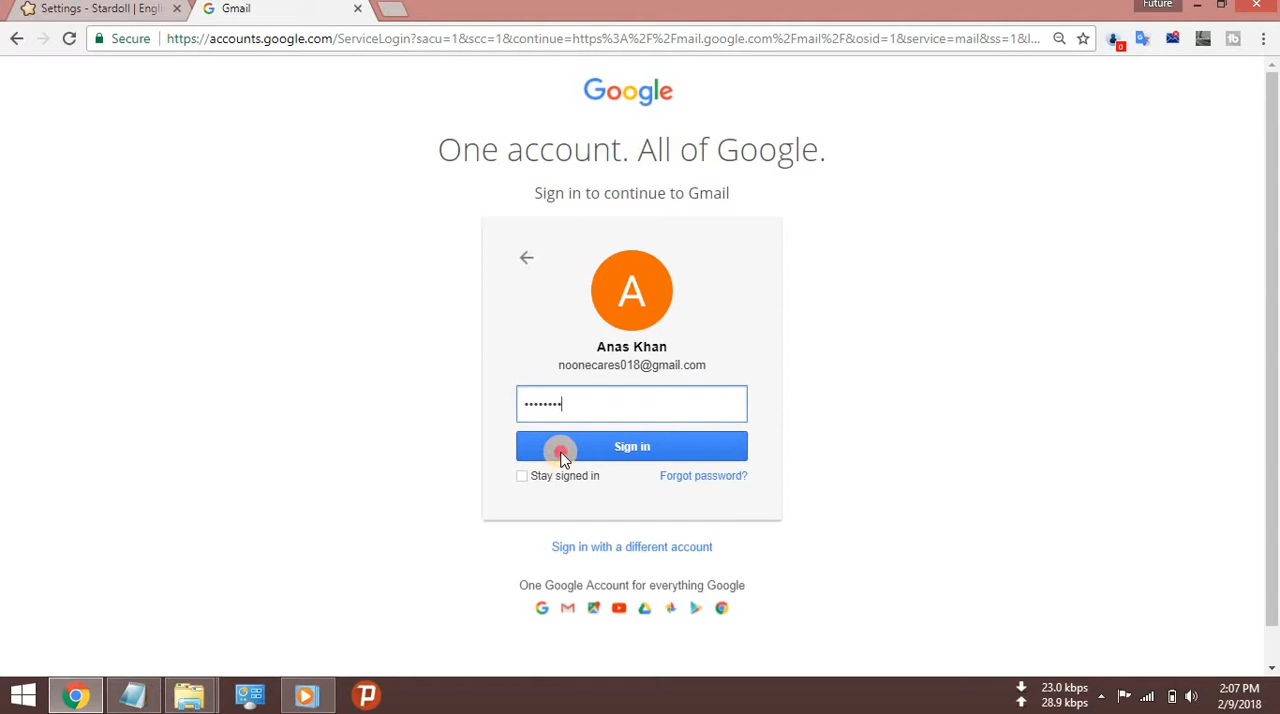 Settings - Stardoll | Engli
Gmail
Future
Secure
https://accounts.google.com/ServiceLogin?sacu=1&scc=1&continue=https%3A%2F%2Fmail.google.com%2Fmail%2F&osid=1&service=mail&ss=1&l...
0
Google
One account. All of Google.
Sign in to continue to Gmail
A
Anas Khan
noonecares018@gmail.com
••••••••
Sign in
Stay signed in
Forgot password?
Sign in with a different account
One Google Account for everything Google
23.0 kbps
28.9 kbps
2:07 PM
2/9/2018